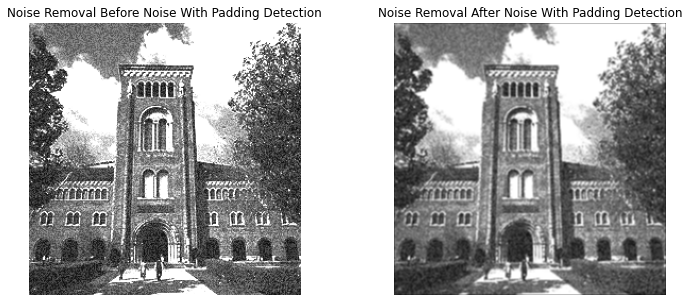 Noise Removal Before Noise With Padding Detection
Noise Removal After Noise With Padding Detection